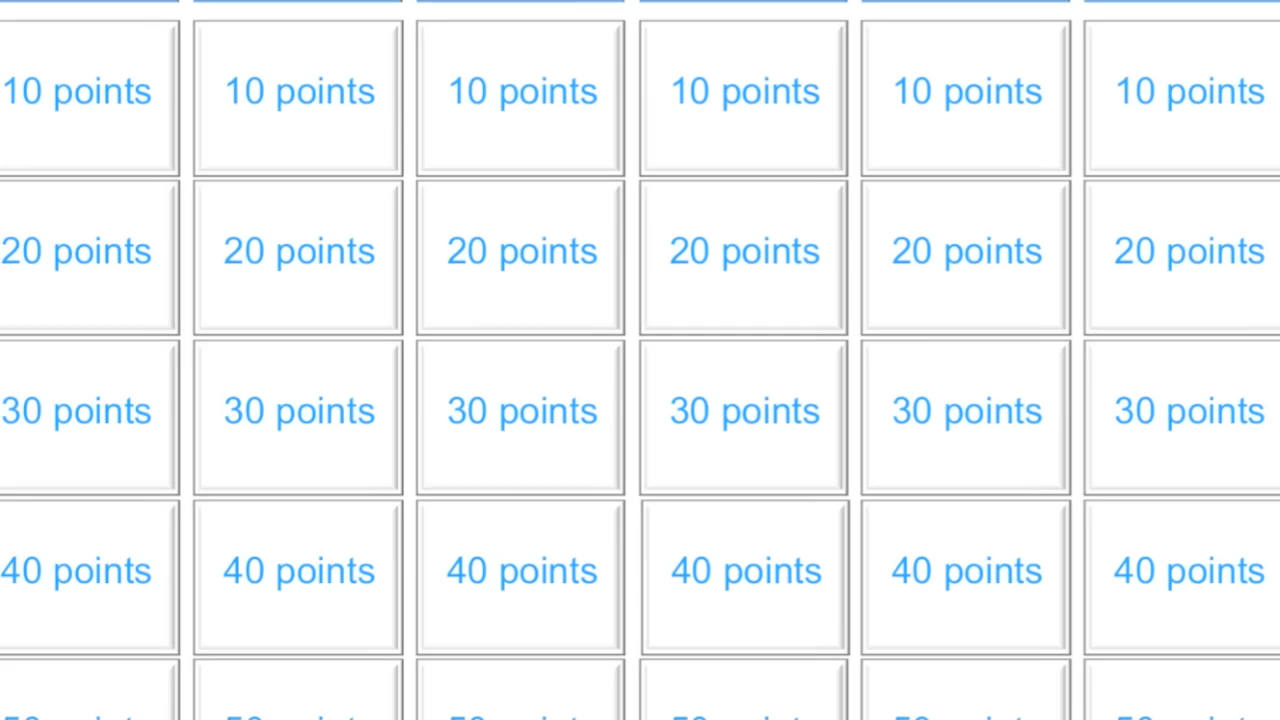 10 points 10 points 10 points 10 points 10 points 10 points
20 points 20 points 20 points 20 points 20 points 20 points
30 points 30 points 30 points 30 points 30 points 30 points
40 points 40 points 40 points 40 points 40 points 40 points